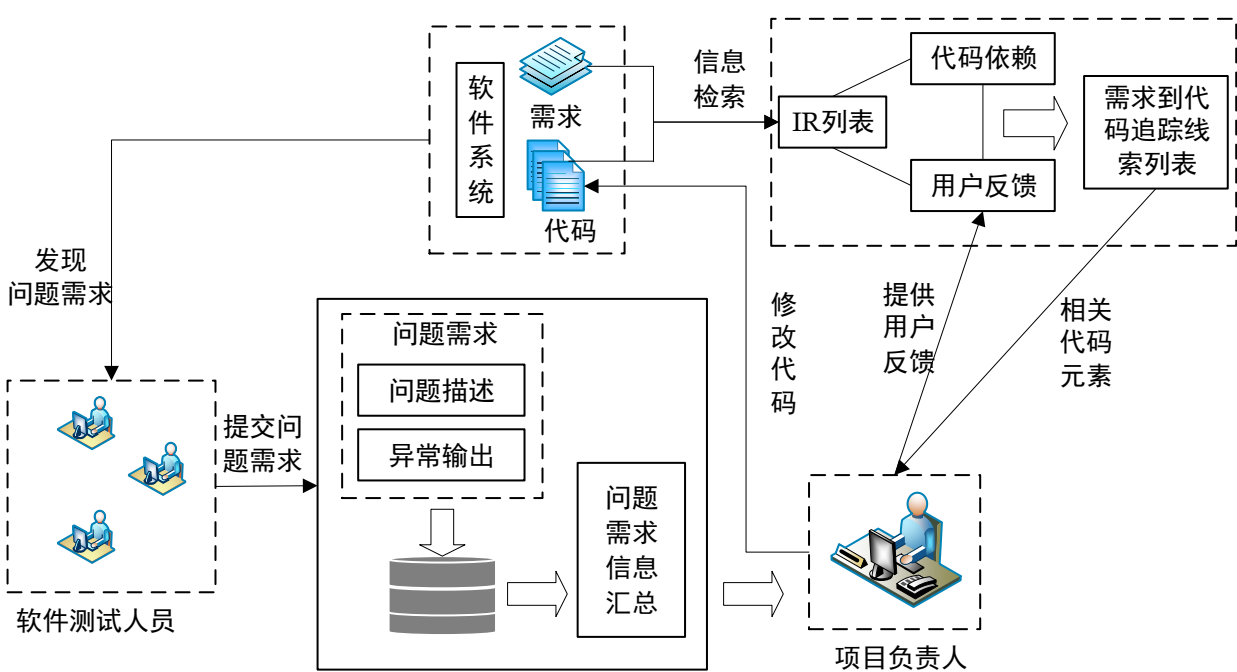 软
件
系
统
需求
代码
信息
检索
IR列表
代码依赖
用户反馈
需求到代
码追踪线
索列表
发现
问题需求
软件测试人员
提交问
题需求
问题需求
问题描述
异常输出
问题
需求
信息
汇总
修
改
代
码
提供
用户
反馈
相关
代码
元素
项目负责人